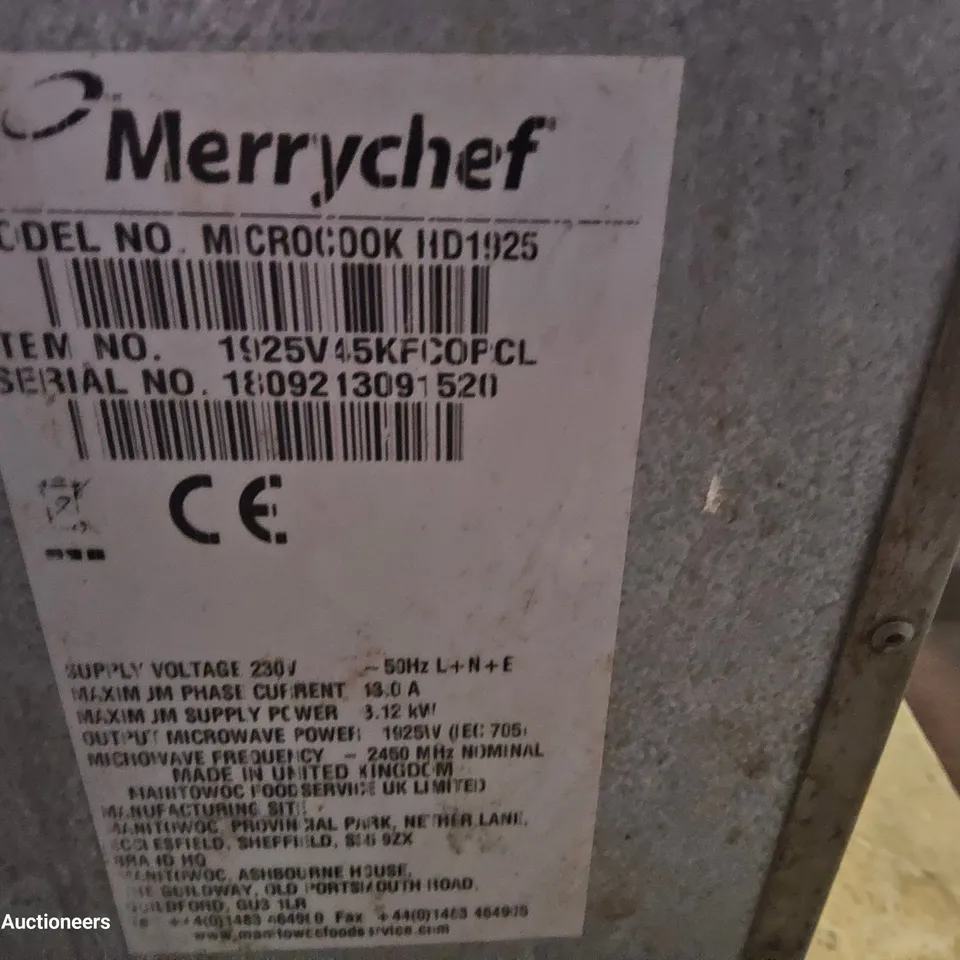 Merrychef
ODEL NO. MICROCOOK HD1925
TEM NO. 1925V45KFCOPCL
SERIAL NO. 1809213091520
CE
SUPPLY VOLTAGE 230V ~ 50Hz L+N+E
MAXIMUM PHASE CURRENT 13.0 A
MAXIMUM SUPPLY POWER 3.12 kW
OUTPUT MICROWAVE POWER 1925W (IEC 705)
MICROWAVE FREQUENCY ~ 2450 MHz NOMINAL
MADE IN UNITED KINGDOM
MANITOWOC FOODSERVICE UK LIMITED
MANUFACTURING SITE
MANITOWOC, PROVINCIAL PARK, NETHER LANE,
ECCLESFIELD, SHEFFIELD, S35 9ZX
BRAND HQ
MANITOWOC, ASHBOURNE HOUSE,
THE GUILDWAY, OLD PORTSMOUTH ROAD,
GUILDFORD, GU3 1LR
Fax
www.manitowocfoodservice.com
Auctioneers